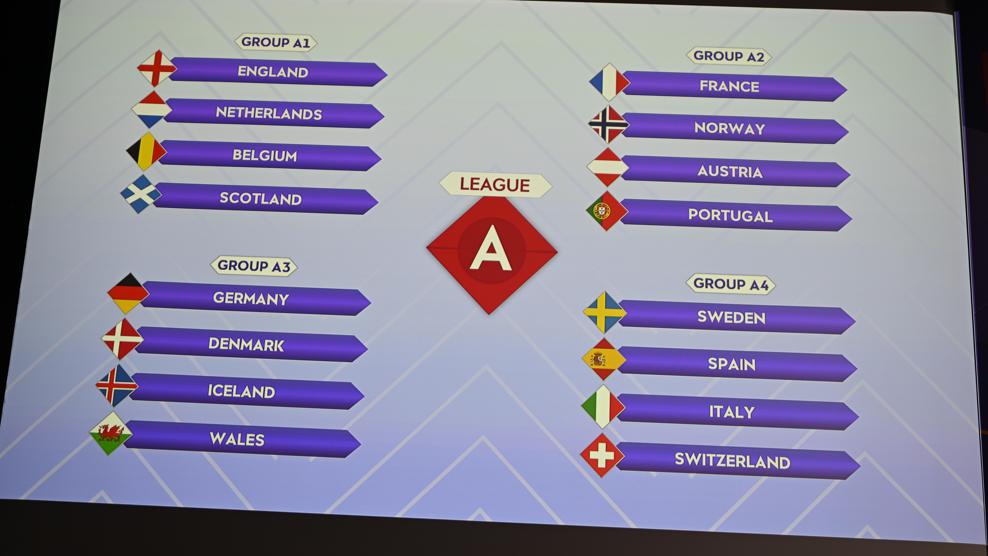 GROUP A1
ENGLAND
NETHERLANDS
BELGIUM
SCOTLAND
GROUP A2
FRANCE
NORWAY
AUSTRIA
PORTUGAL
LEAGUE
A
GROUP A3
GERMANY
DENMARK
ICELAND
WALES
GROUP A4
SWEDEN
SPAIN
ITALY
SWITZERLAND